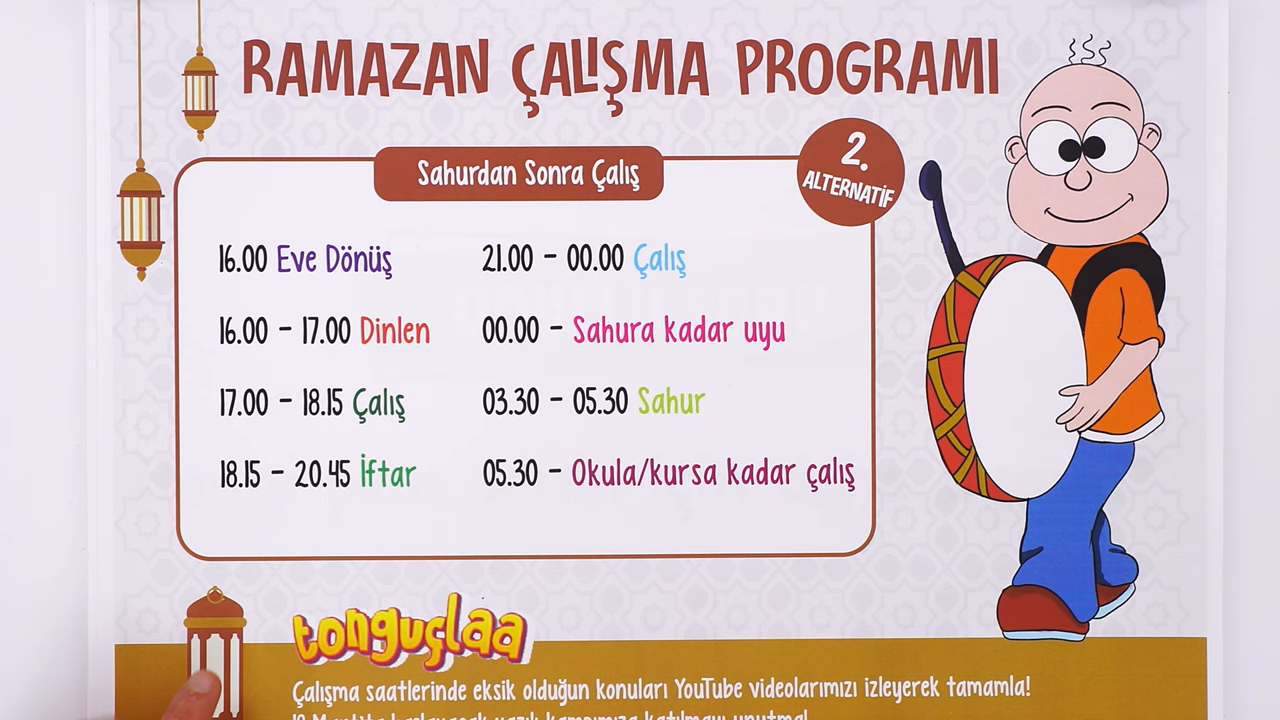 RAMAZAN ÇALIŞMA PROGRAMI
Sahurdan Sonra Çalış
2.
ALTERNATİF
16.00 Eve Dönüş
16.00 - 17.00 Dinlen
17.00 - 18.15 Çalış
18.15 - 20.45 İftar
21.00 - 00.00 Çalış
00.00 - Sahura kadar uyu
03.30 - 05.30 Sahur
05.30 - Okula/kursa kadar çalış
tonguçlaa
Çalışma saatlerinde eksik olduğun konuları YouTube videolarımızı izleyerek tamamla!
katılmayı unutma!